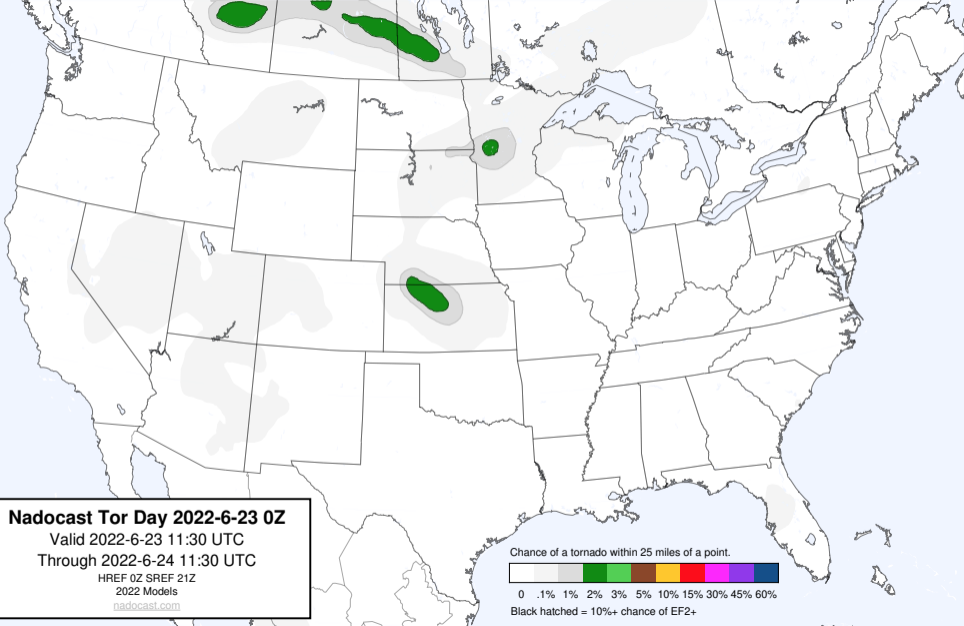 Nadocast Tor Day 2022-6-23 0Z
Valid 2022-6-23 11:30 UTC
Through 2022-6-24 11:30 UTC
HREF 0Z SREF 21Z
2022 Models
nadocast.com
Chance of a tornado within 25 miles of a point.
0 .1% 1% 2% 3% 5% 10% 15% 30% 45% 60%
Black hatched = 10%+ chance of EF2+